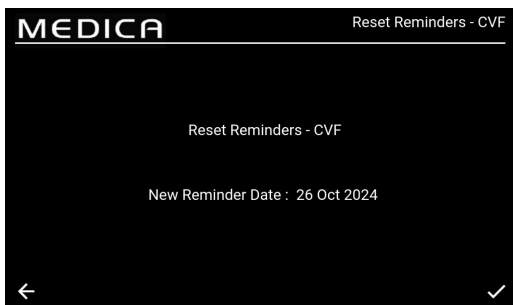 MEDICA
Reset Reminders - CVF
Reset Reminders - CVF
New Reminder Date : 26 Oct 2024